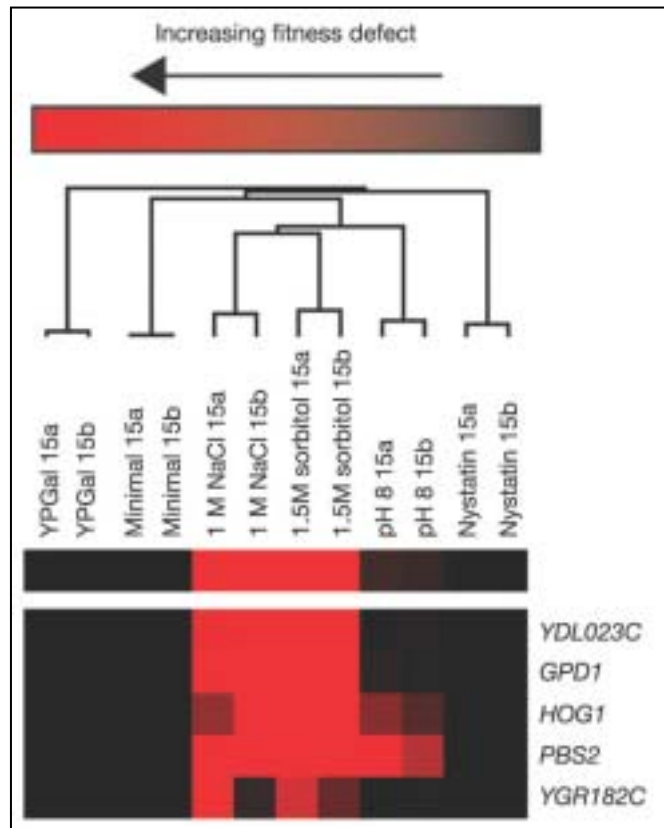 Increasing fitness defect
YPGal 15a
YPGal 15b
Minimal 15a
Minimal 15b
1 M NaCl 15a
1 M NaCl 15b
1.5M sorbitol 15a
1.5M sorbitol 15b
pH 8 15a
pH 8 15b
Nystatin 15a
Nystatin 15b
YDL023C
GPD1
HOG1
PBS2
YGR182C